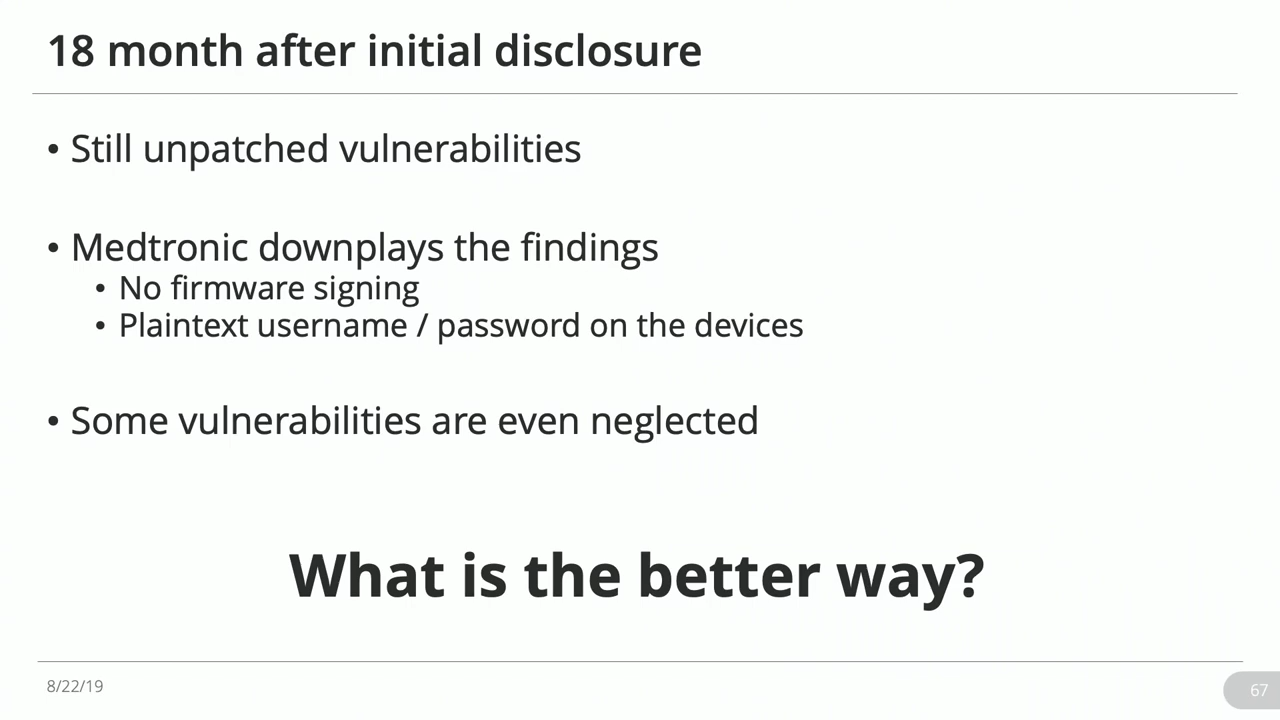 18 month after initial disclosure
• Still unpatched vulnerabilities
• Medtronic downplays the findings
• No firmware signing
• Plaintext username / password on the devices
• Some vulnerabilities are even neglected
What is the better way?
8/22/19
67